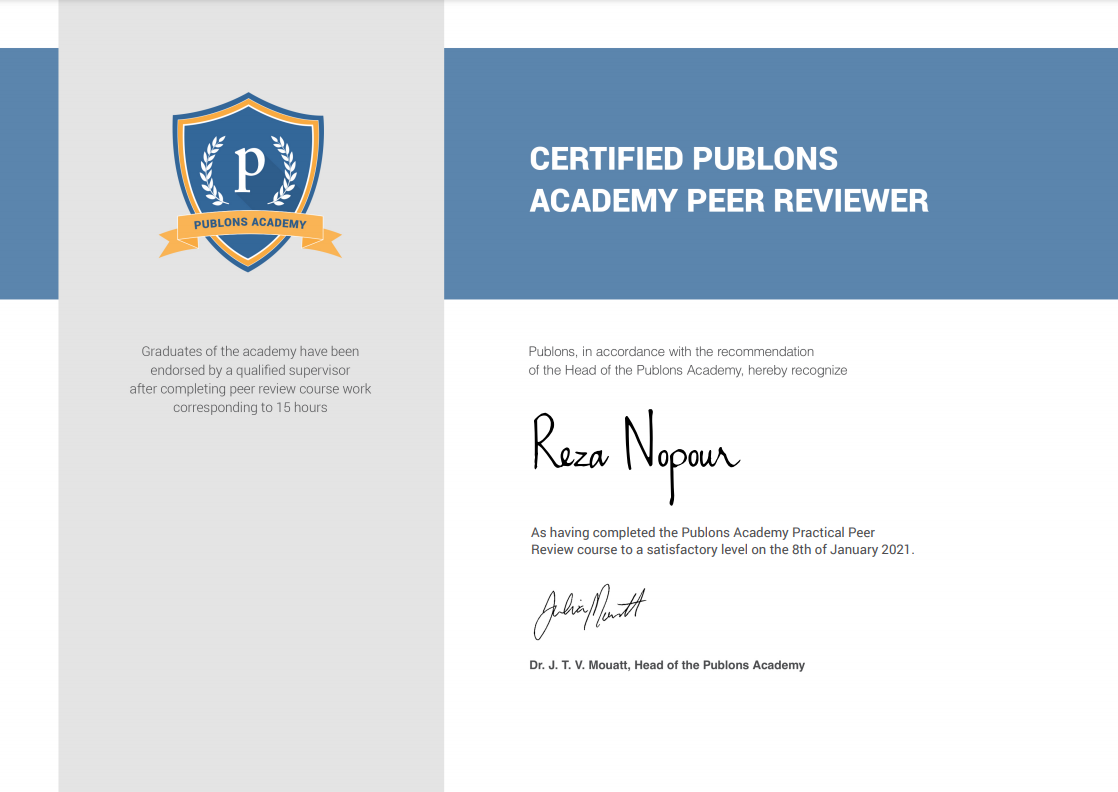 p
PUBLONS ACADEMY
Graduates of the academy have been
endorsed by a qualified supervisor
after completing peer review course work
corresponding to 15 hours
CERTIFIED PUBLONS
ACADEMY PEER REVIEWER
Publons, in accordance with the recommendation
of the Head of the Publons Academy, hereby recognize
Reza Nopour
As having completed the Publons Academy Practical Peer
Review course to a satisfactory level on the 8th of January 2021.
Dr. J. T. V. Mouatt, Head of the Publons Academy